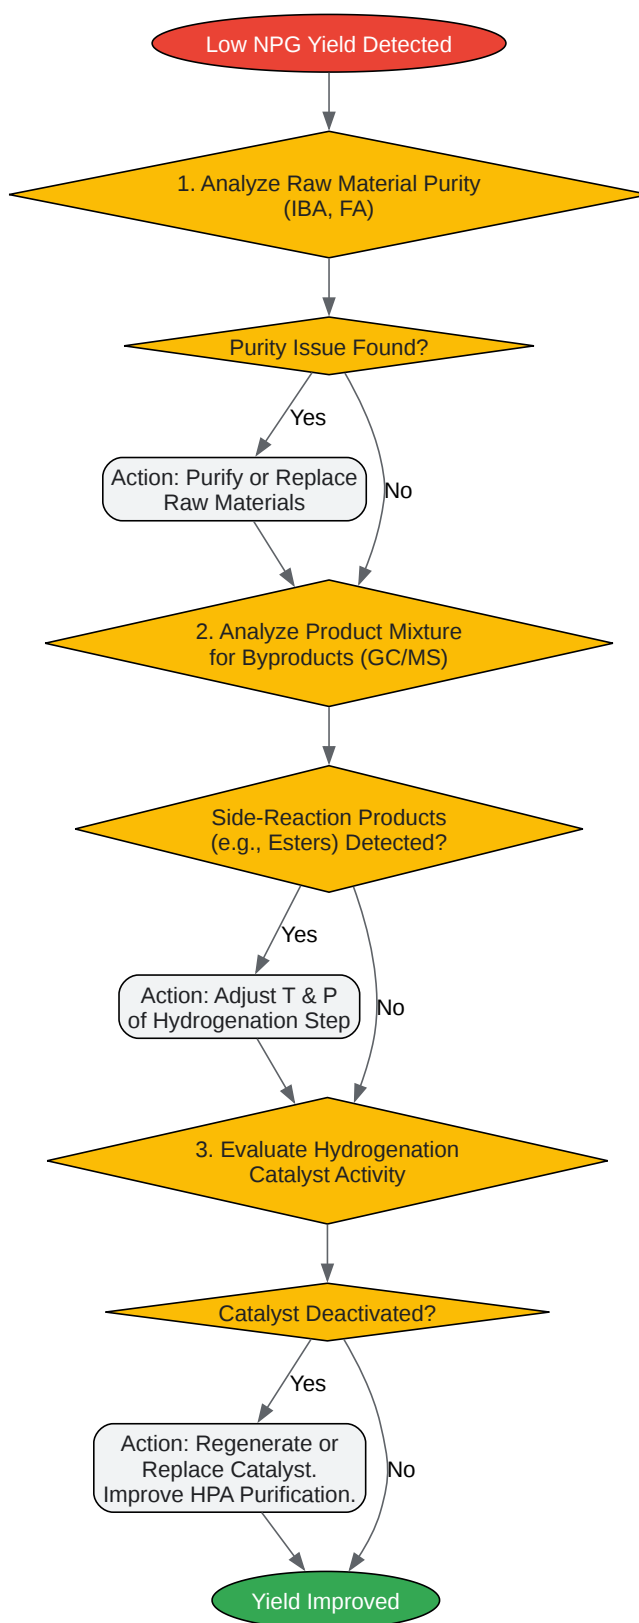 Low NPG Yield Detected
1. Analyze Raw Material Purity
(IBA, FA)
Purity Issue Found?
Yes
Action: Purify or Replace
Raw Materials
No
2. Analyze Product Mixture
for Byproducts (GC/MS)
Side-Reaction Products
(e.g., Esters) Detected?
Yes
Action: Adjust T & P
of Hydrogenation Step
No
3. Evaluate Hydrogenation
Catalyst Activity
Catalyst Deactivated?
Yes
Action: Regenerate or
Replace Catalyst.
Improve HPA Purification.
No
Yield Improved